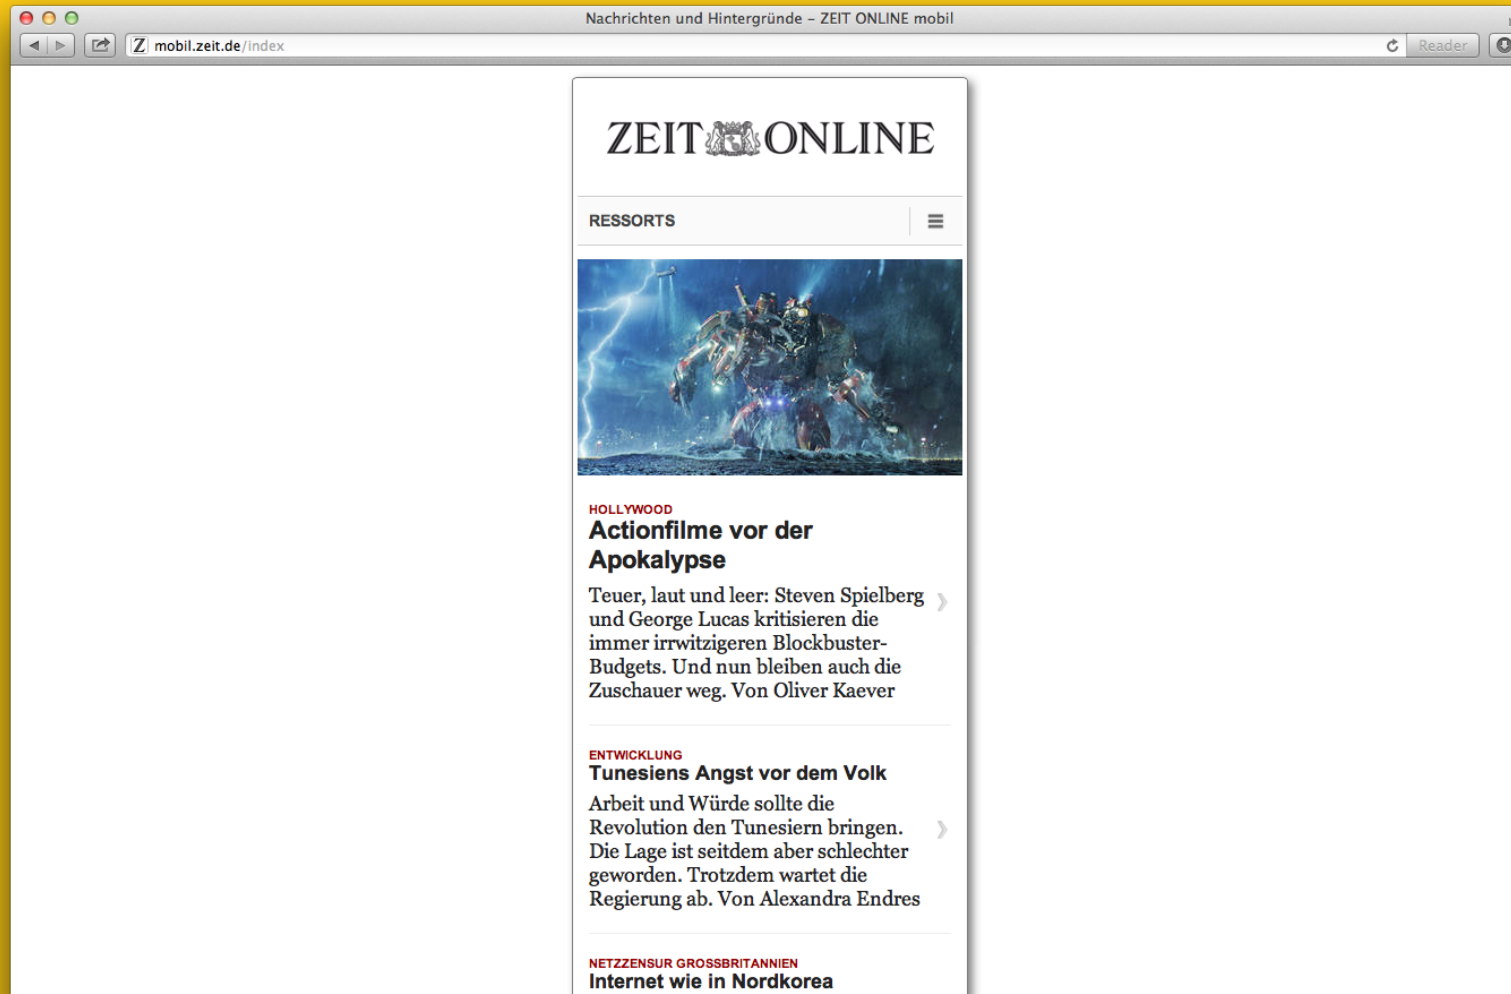 Nachrichten und Hintergründe – ZEIT ONLINE mobil
Z mobil.zeit.de/index
Reader
ZEIT ONLINE
RESSORTS
HOLLYWOOD
Actionfilme vor der
Apokalypse
Teuer, laut und leer: Steven Spielberg
und George Lucas kritisieren die
immer irrwitzigeren Blockbuster-
Budgets. Und nun bleiben auch die
Zuschauer weg. Von Oliver Kaever
ENTWICKLUNG
Tunesiens Angst vor dem Volk
Arbeit und Würde sollte die
Revolution den Tunesiern bringen.
Die Lage ist seitdem aber schlechter
geworden. Trotzdem wartet die
Regierung ab. Von Alexandra Endres
NETZZENSUR GROSSBRITANNIEN
Internet wie in Nordkorea